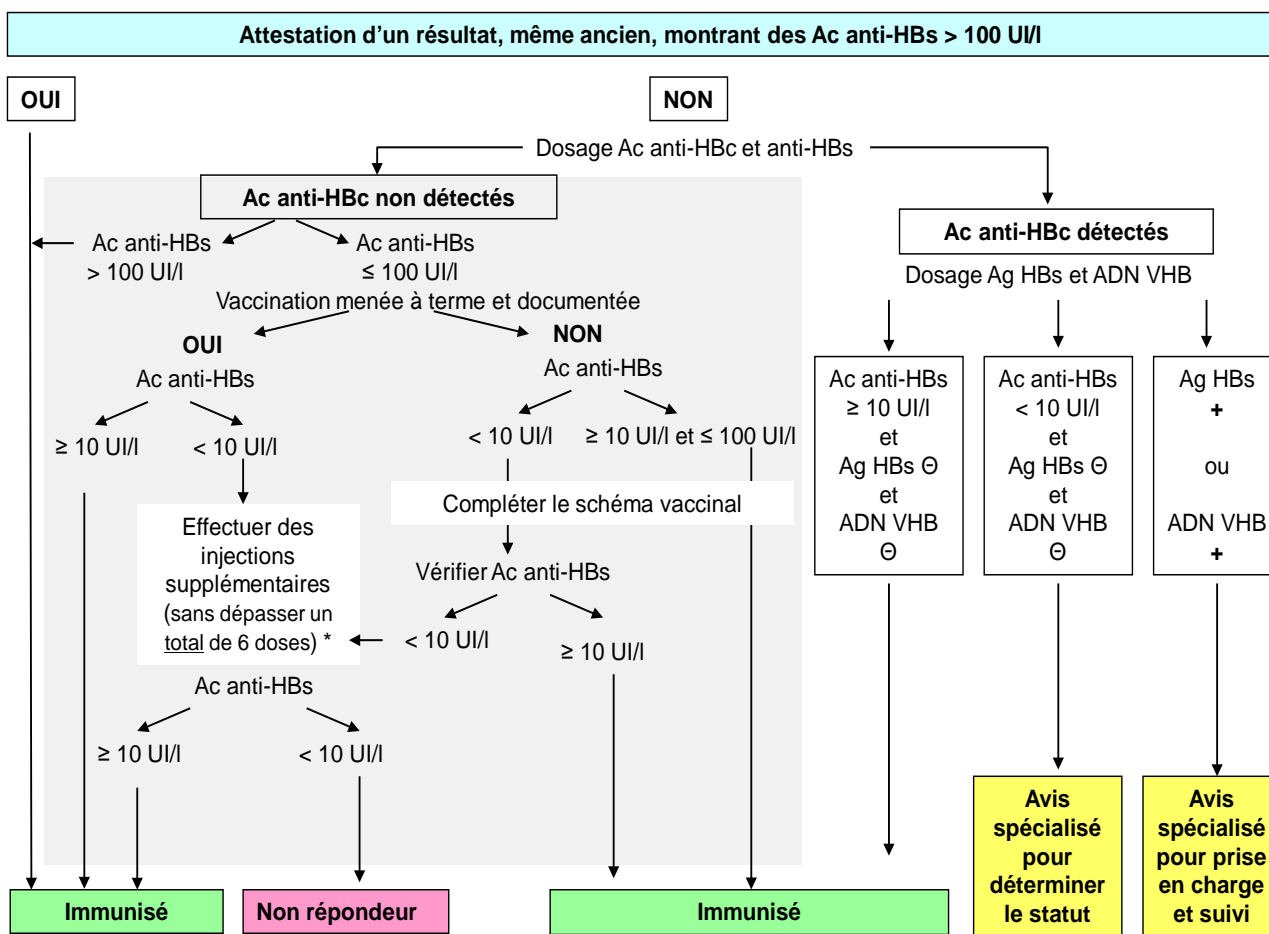 Attestation d'un résultat, même ancien, montrant des Ac anti-HBs > 100 UI/l
OUI
NON
Dosage Ac anti-HBc et anti-HBs
Ac anti-HBc non détectés
Ac anti-HBs
> 100 UI/l
Ac anti-HBs
≤ 100 UI/l
Vaccination menée à terme et documentée
OUI
Ac anti-HBs
≥ 10 UI/l
< 10 UI/l
NON
Ac anti-HBs
< 10 UI/l
≥ 10 UI/l et ≤ 100 UI/l
Compléter le schéma vaccinal
Vérifier Ac anti-HBs
< 10 UI/l
≥ 10 UI/l
Effectuer des
injections
supplémentaires
(sans dépasser un
total de 6 doses) *
Ac anti-HBs
≥ 10 UI/l
< 10 UI/l
Ac anti-HBc détectés
Dosage Ag HBs et ADN VHB
Ac anti-HBs
≥ 10 UI/l
et
Ag HBs Θ
et
ADN VHB
Θ
Ac anti-HBs
< 10 UI/l
et
Ag HBs Θ
et
ADN VHB
Θ
Ag HBs
+
ou
ADN VHB
+
Immunisé
Non répondeur
Immunisé
Avis
spécialisé
pour
déterminer
le statut
Avis
spécialisé
pour prise
en charge
et suivi